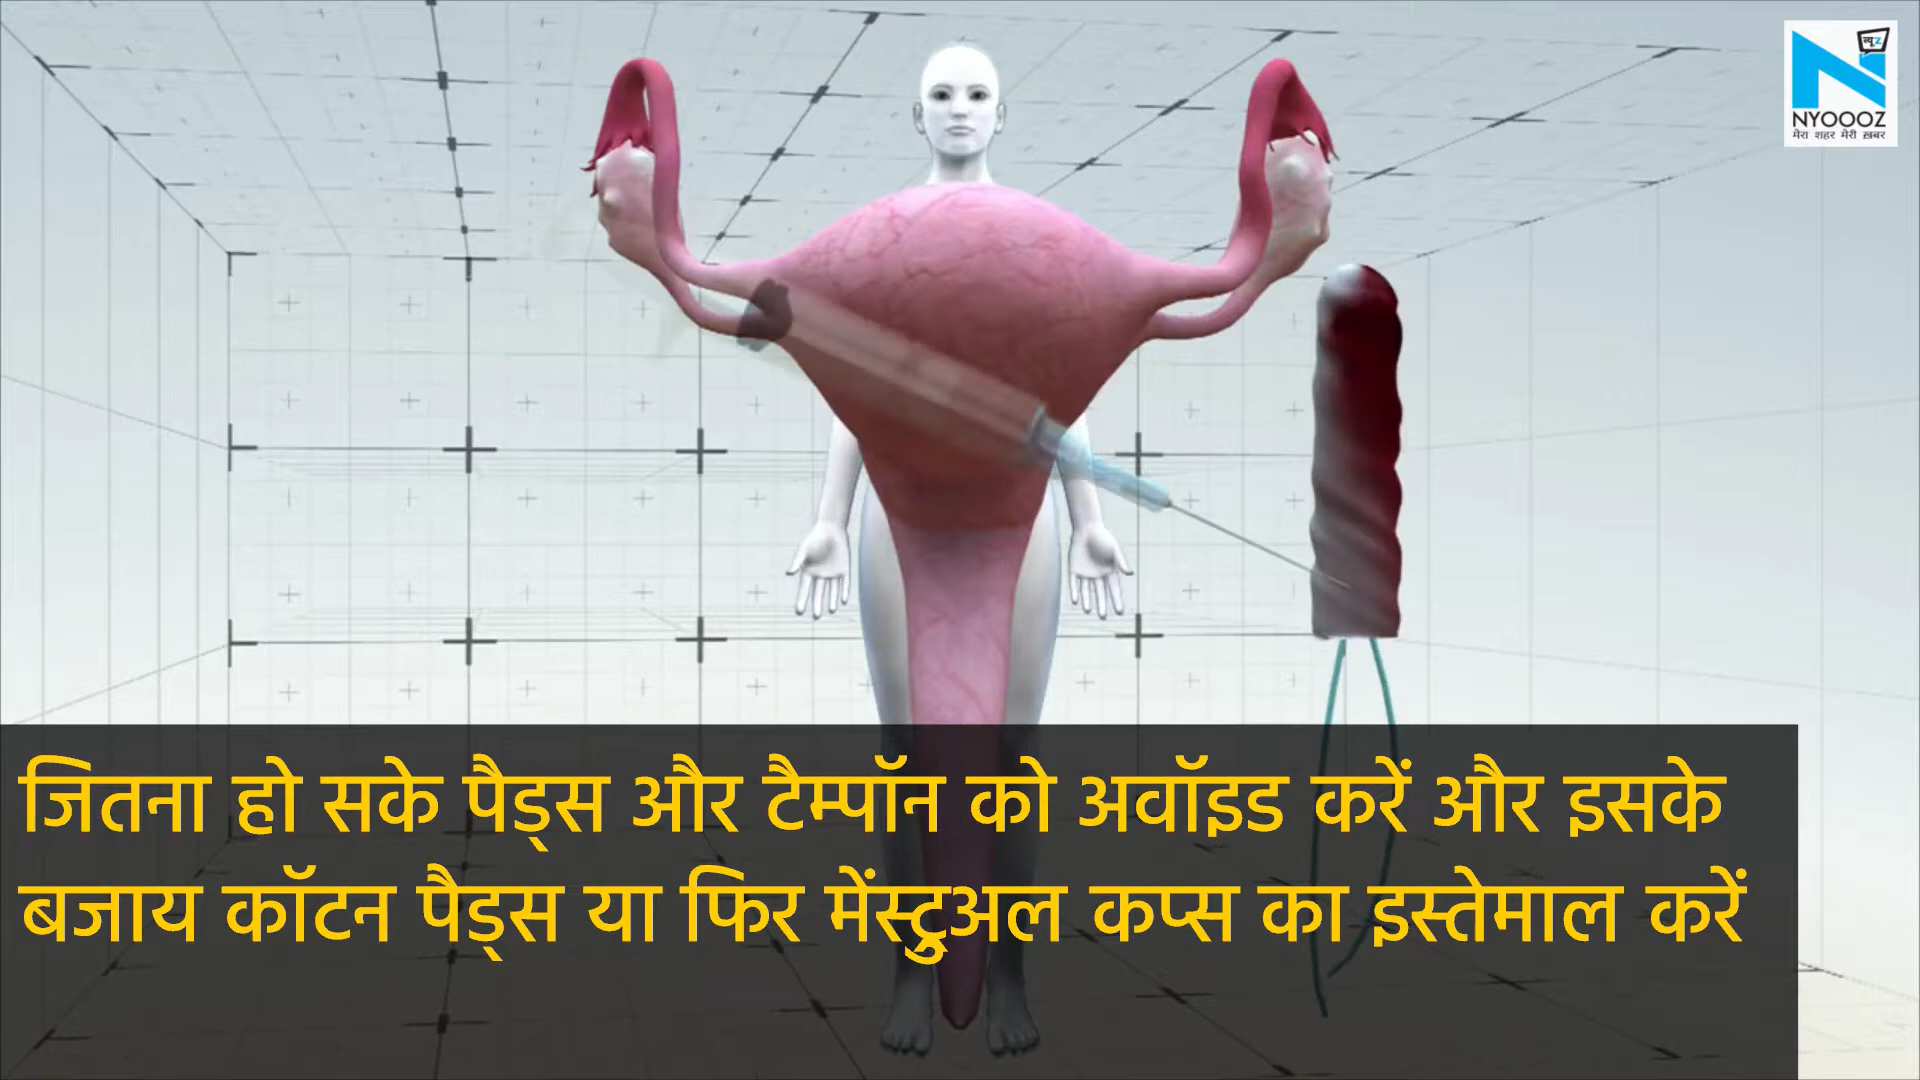 न्यूz
NYOOOZ
मेरा शहर मेरी ख़बर
जितना हो सके पैड्स और टैम्पॉन को अवॉइड करें और इसके
बजाय कॉटन पैड्स या फिर मेंस्ट्रुअल कप्स का इस्तेमाल करें